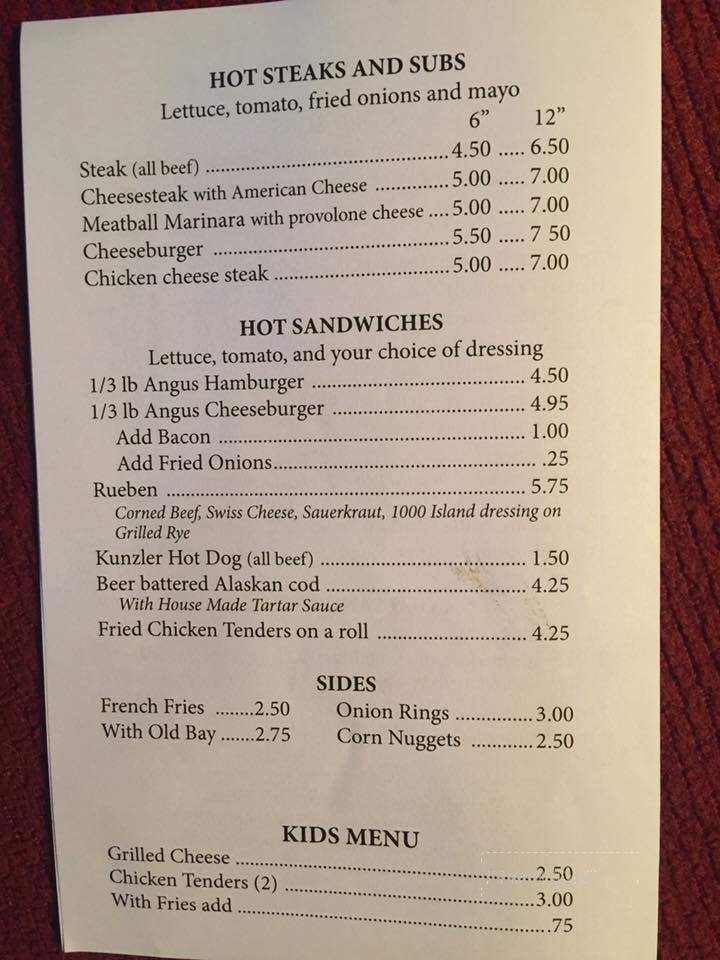 HOT STEAKS AND SUBS
Lettuce, tomato, fried onions and mayo
6” 12”
Steak (all beef) ................................................. 4.50 ..... 6.50
Cheesesteak with American Cheese ............... 5.00 ..... 7.00
Meatball Marinara with provolone cheese .... 5.00 ..... 7.00
Cheeseburger ................................................ 5.50 ..... 7 50
Chicken cheese steak ................................... 5.00 ..... 7.00
HOT SANDWICHES
Lettuce, tomato, and your choice of dressing
1/3 lb Angus Hamburger ........................................... 4.50
1/3 lb Angus Cheeseburger ....................................... 4.95
Add Bacon ............................................................. 1.00
Add Fried Onions..................................................... .25
Rueben ........................................................................ 5.75
Corned Beef, Swiss Cheese, Sauerkraut, 1000 Island dressing on
Grilled Rye
Kunzler Hot Dog (all beef) ......................................... 1.50
Beer battered Alaskan cod ........................................ 4.25
With House Made Tartar Sauce
Fried Chicken Tenders on a roll .............................. 4.25
SIDES
French Fries ........2.50 Onion Rings ...............3.00
With Old Bay .......2.75 Corn Nuggets ............2.50
KIDS MENU
Grilled Cheese ............................................................2.50
Chicken Tenders (2) ..................................................3.00
With Fries add ...............................................................75